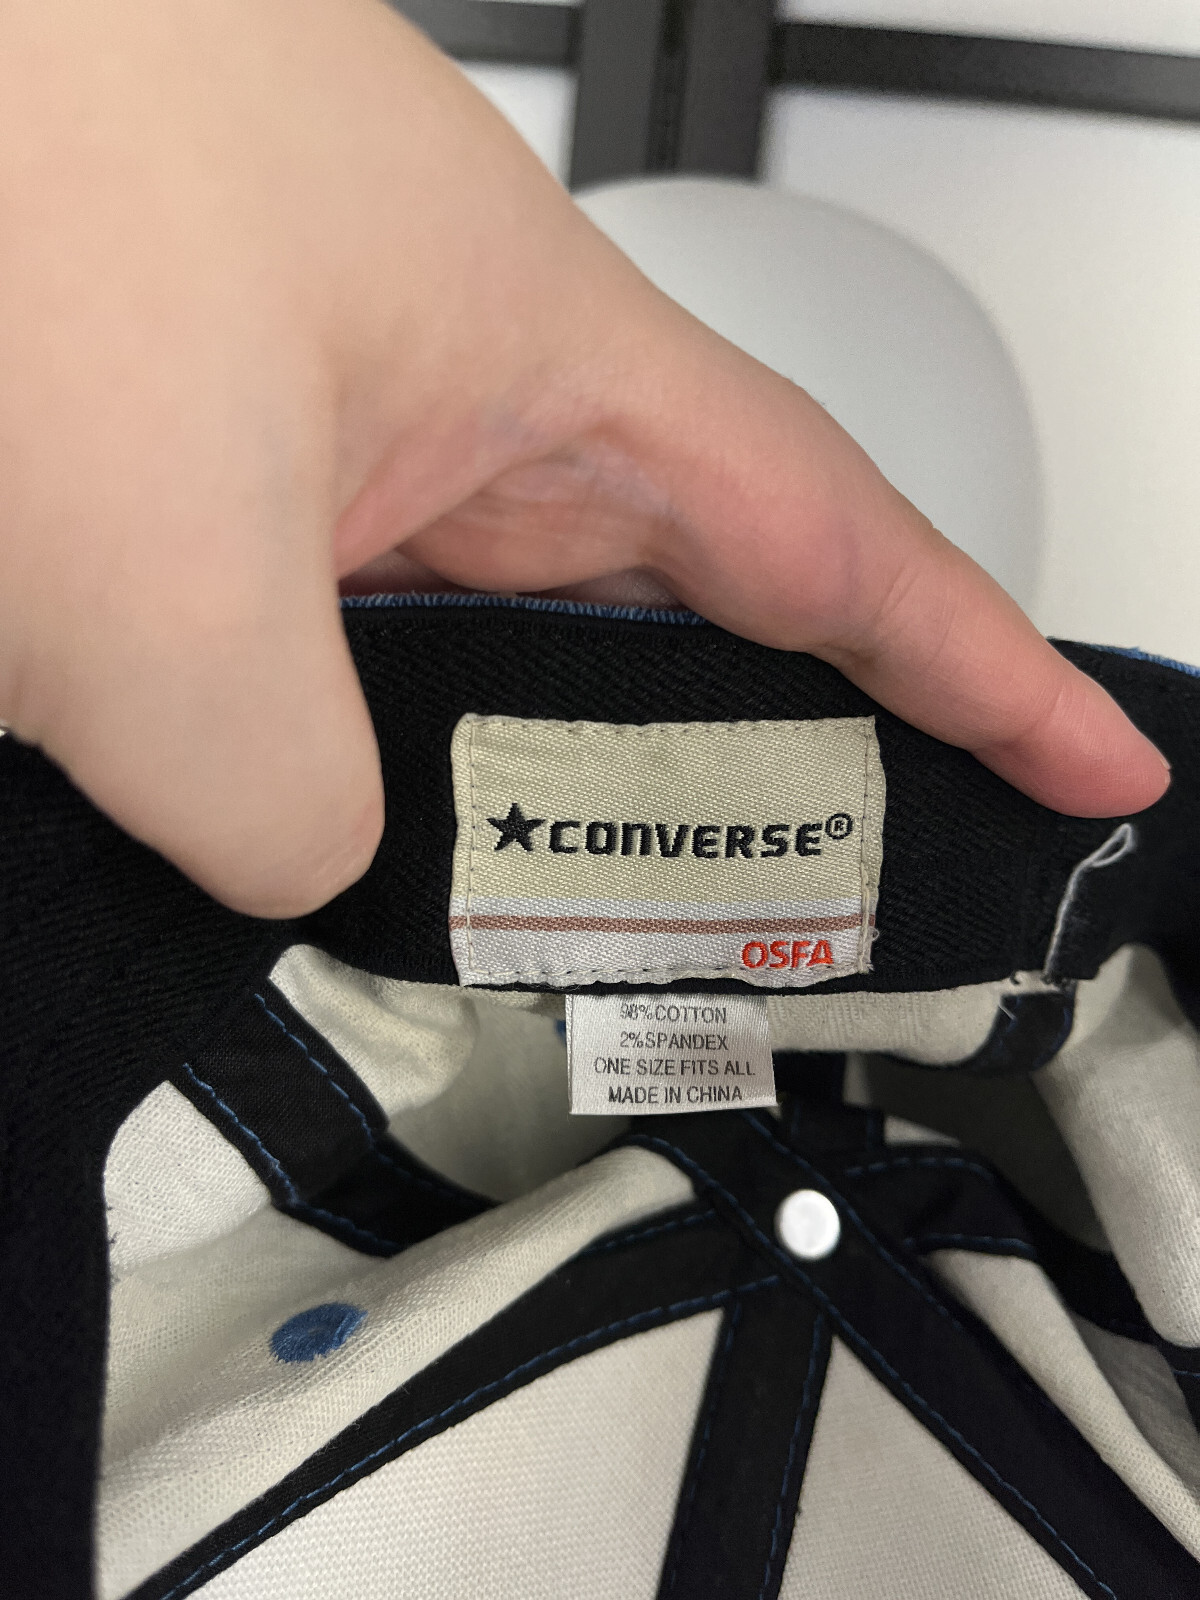 ★CONVERSE®
OSFA
98%COTTON
2%SPANDEX
ONE SIZE FITS ALL
MADE IN CHINA